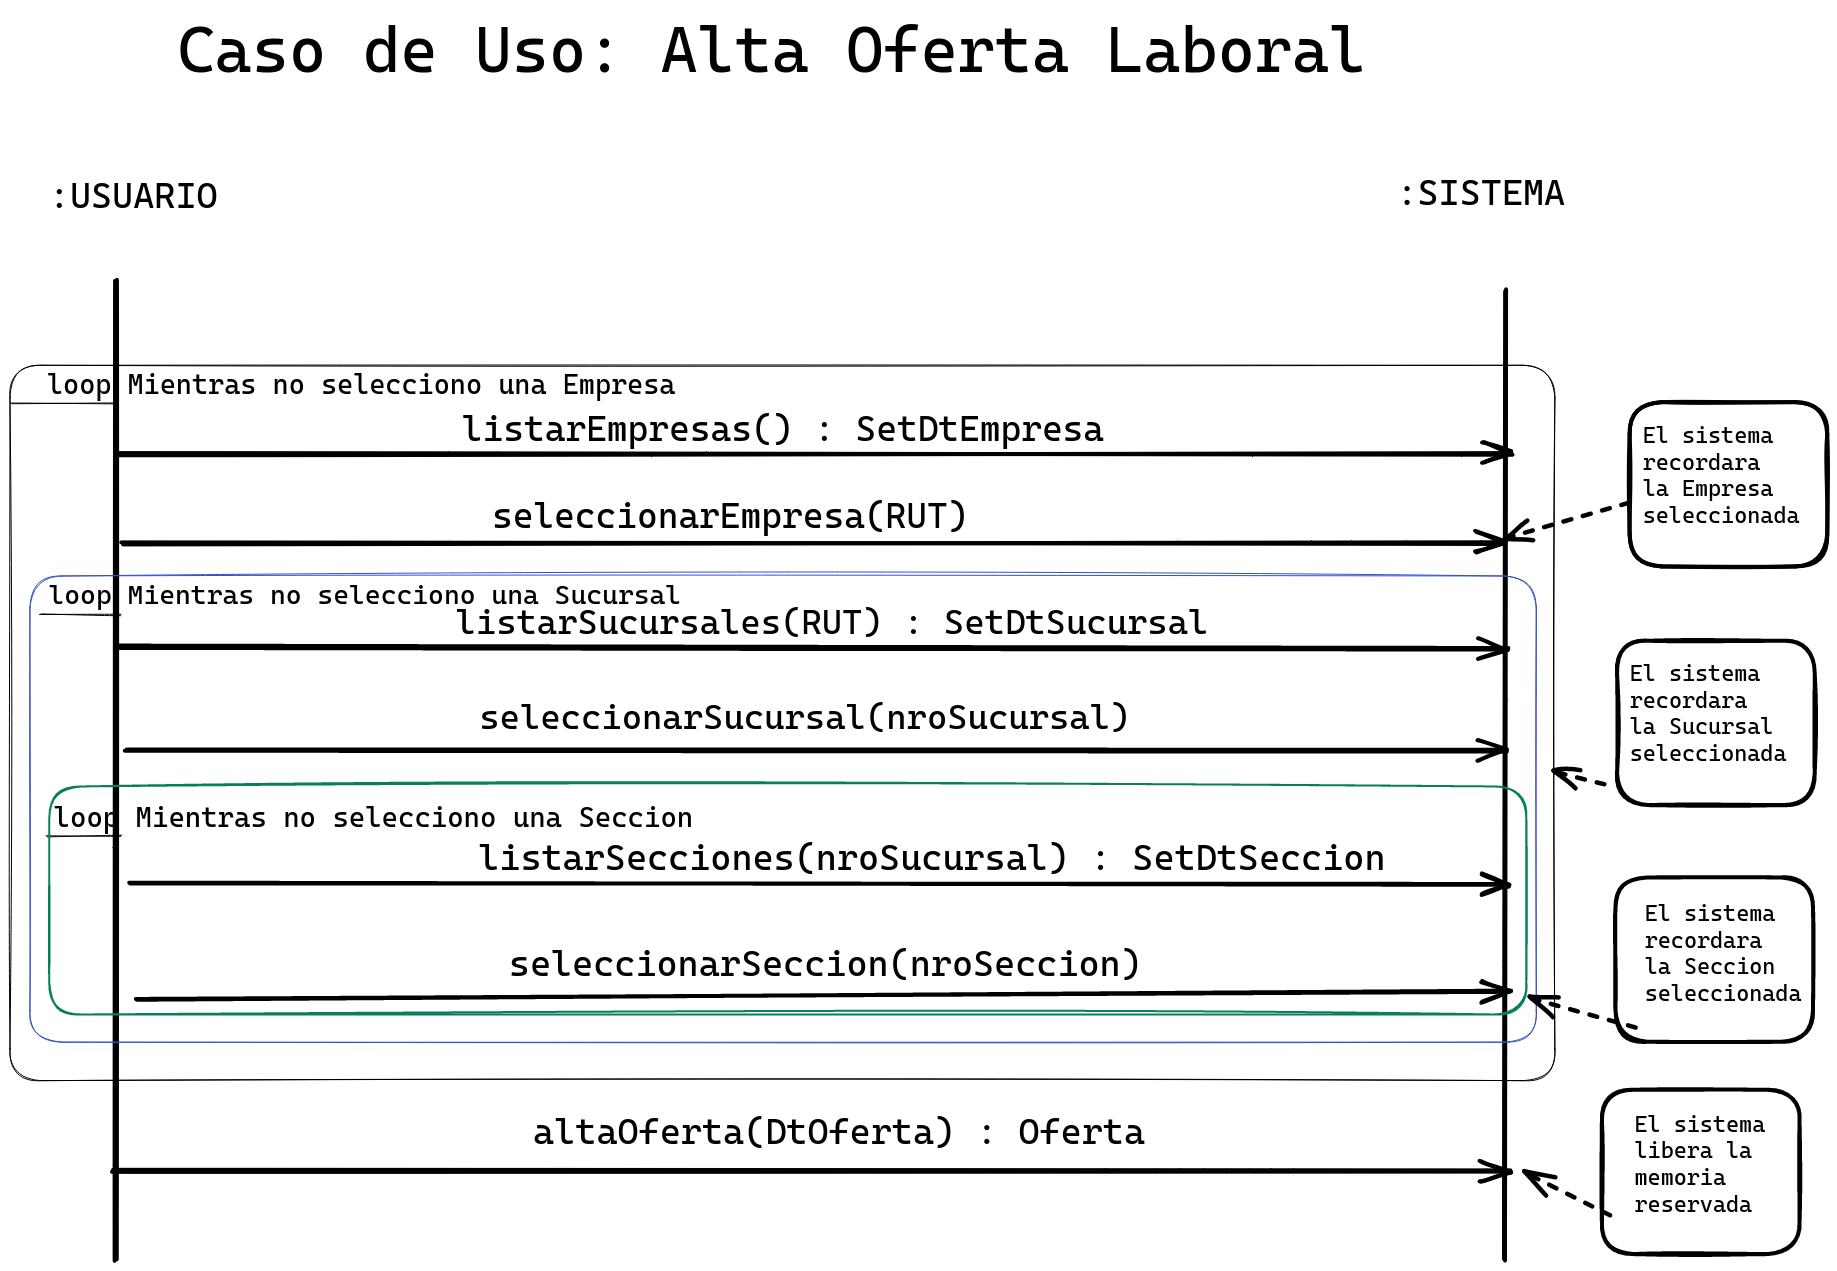 Caso de Uso: Alta Oferta Laboral
:USUARIO
:SISTEMA
loop Mientras no selecciono una Empresa
listarEmpresas() : SetDtEmpresa
El sistema
recordara
la Empresa
seleccionada
seleccionarEmpresa(RUT)
loop Mientras no selecciono una Sucursal
listarSucursales(RUT) : SetDtSucursal
El sistema
recordara
la Sucursal
seleccionada
seleccionarSucursal(nroSucursal)
loop Mientras no selecciono una Seccion
listarSecciones(nroSucursal) : SetDtSeccion
El sistema
recordara
la Seccion
seleccionada
seleccionarSeccion(nroSeccion)
altaOferta(DtOferta) : Oferta
El sistema
libera la
memoria
reservada